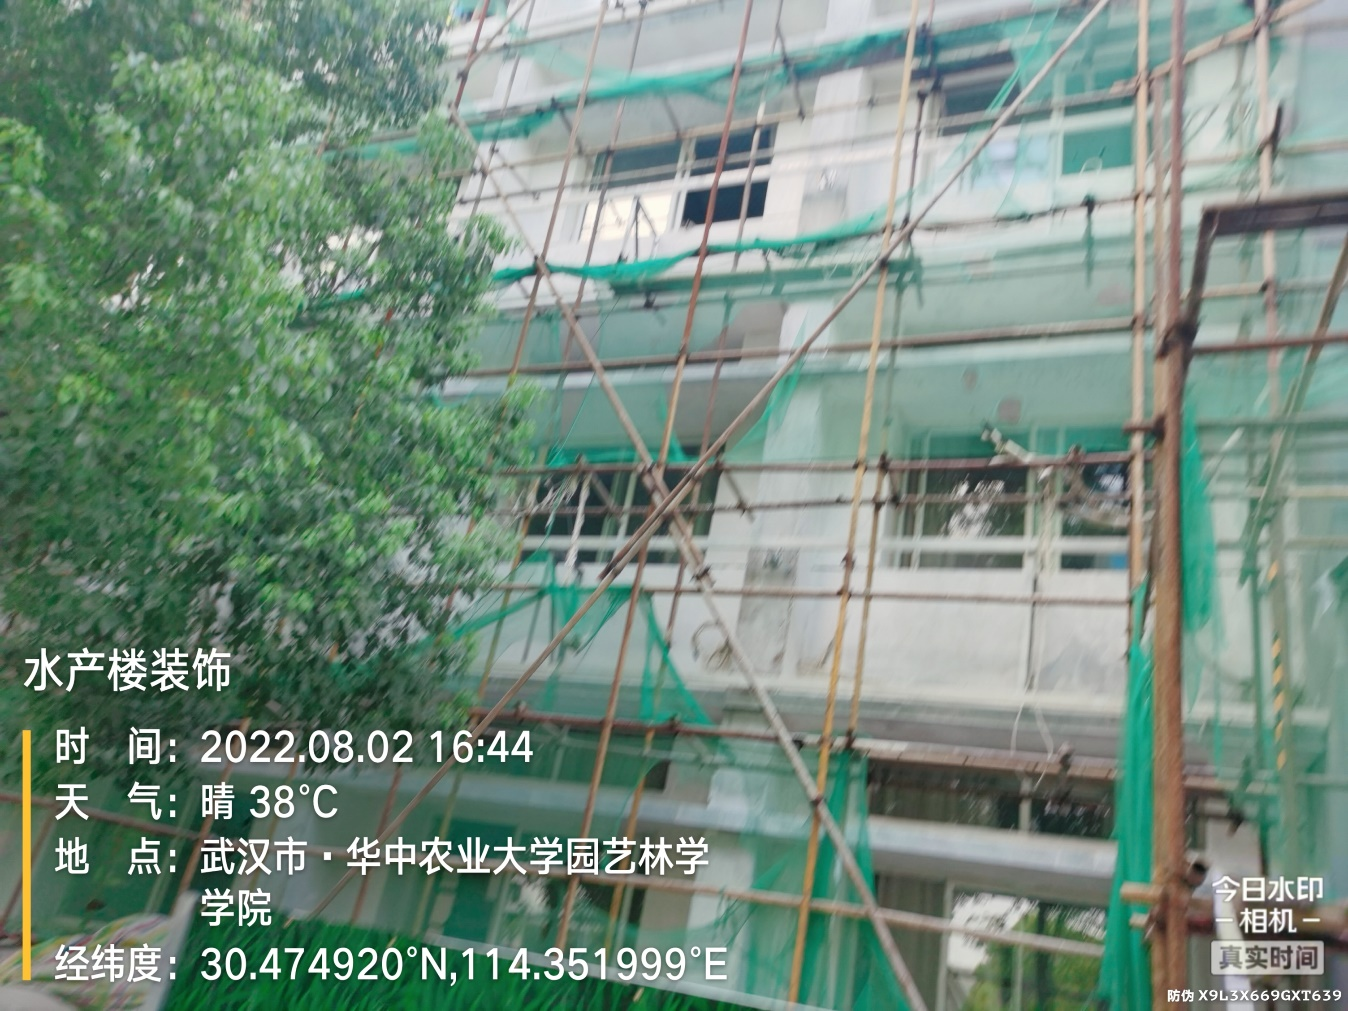 水产楼装饰
时 间：2022.08.02 16:44
天 气：晴 38°C
地 点：武汉市·华中农业大学园艺林学
学院
经纬度：30.474920°N,114.351999°E
今日水印
相机
真实时间
防伪 X9L3X669GXT639